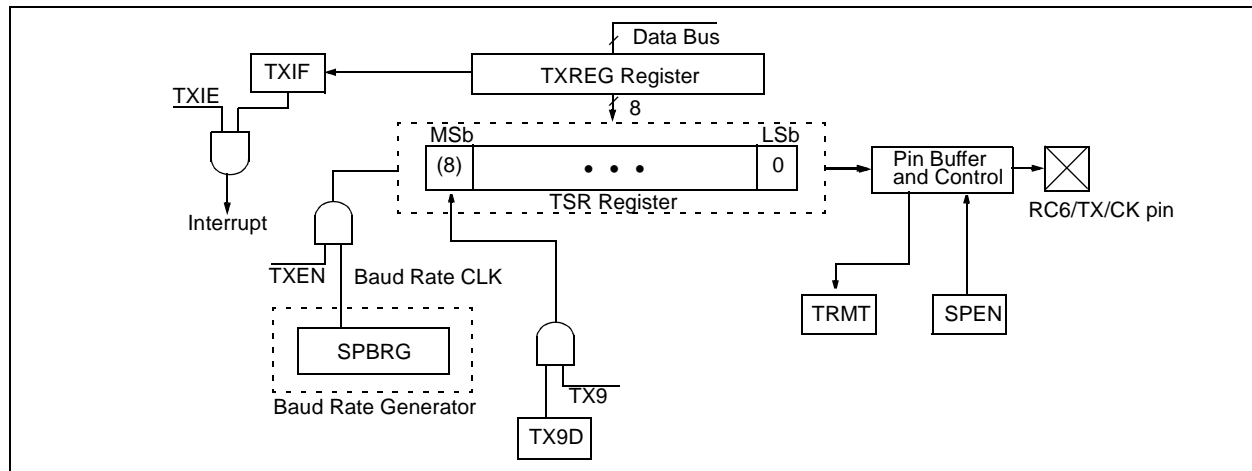 Data Bus
TXIF
TXREG Register
TXIE
8
MSb
LSb
(8)
• • •
0
Pin Buffer
and Control
TSR Register
Interrupt
RC6/TX/CK pin
TXEN
Baud Rate CLK
TRMT
SPEN
SPBRG
TX9
Baud Rate Generator
TX9D